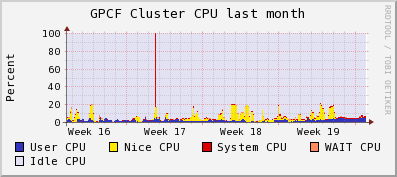 GPCF Cluster CPU last month
RRDTOOL / TOBI OETIKER
Percent
100
80
60
40
20
0
Week 16 Week 17 Week 18 Week 19
User CPU Nice CPU System CPU WAIT CPU
Idle CPU